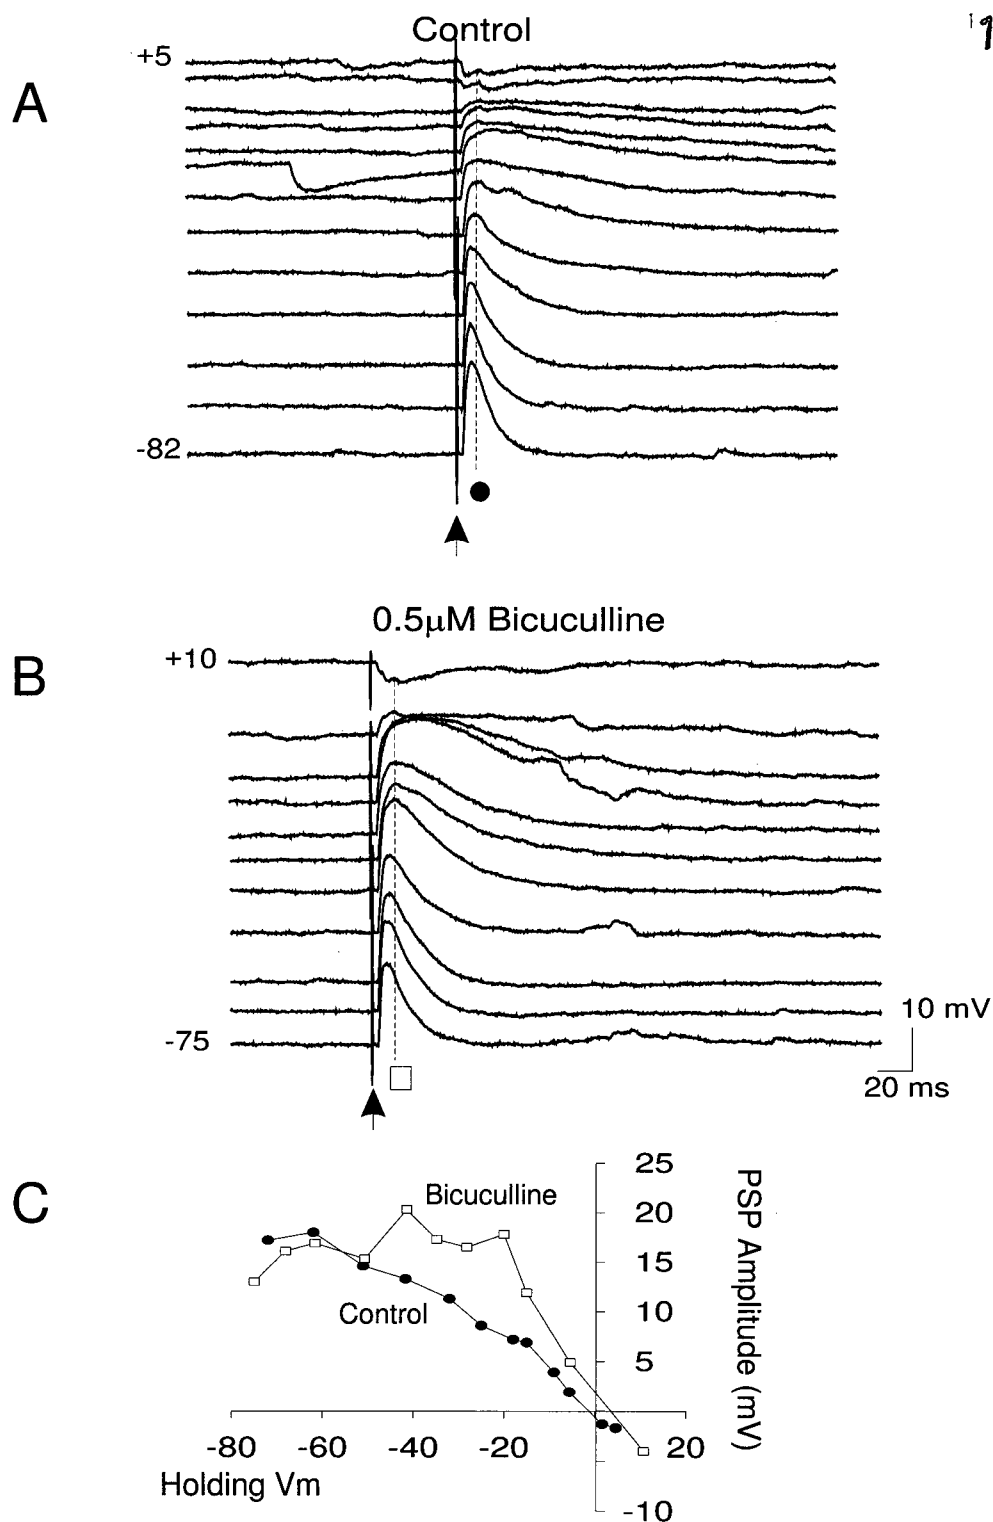 Control
19
+5
A
-82
0.5µM Bicuculline
+10
B
-75
10 mV
20 ms
C
25
20
15
10
5
Bicuculline
Control
PSP Amplitude (mV)
-80 -60 -40 -20 20
Holding Vm
-10